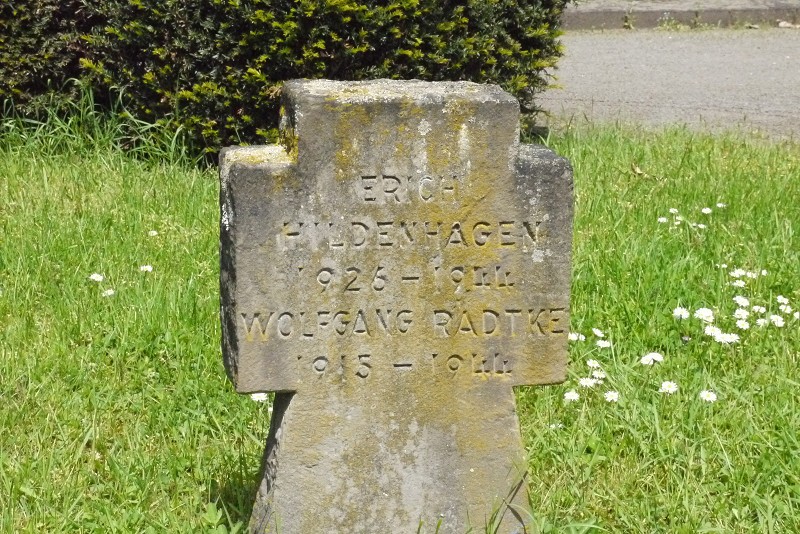 ERICH
HILDENHAGEN
1926 – 1944
WOLFGANG RADTKE
1915 – 1944